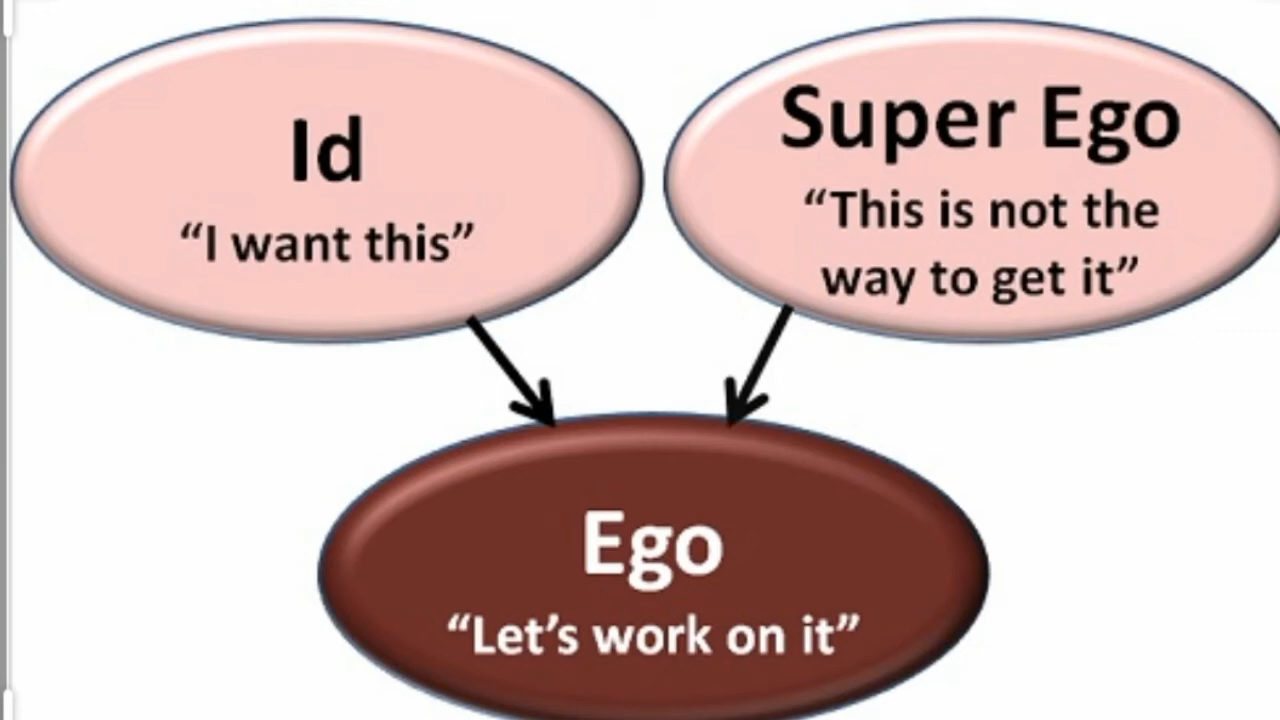 Id
“I want this”
Super Ego
“This is not the
way to get it”
Ego
“Let’s work on it”